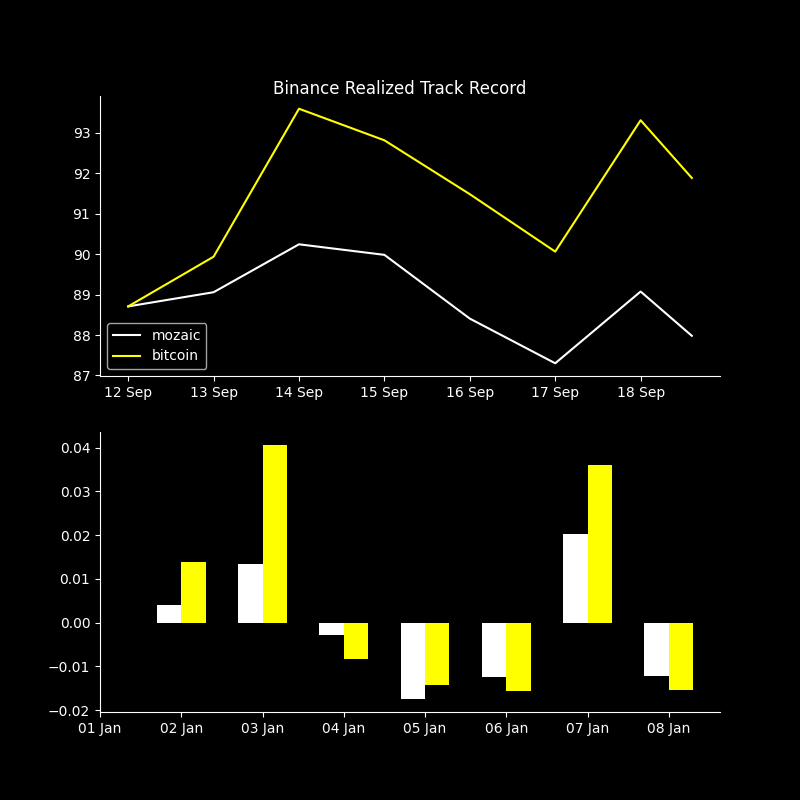 Binance Realized Track Record
93
92
91
90
89
88
87
mozaic
bitcoin
12 Sep 13 Sep 14 Sep 15 Sep 16 Sep 17 Sep 18 Sep
0.04
0.03
0.02
0.01
0.00
−0.01
−0.02
01 Jan 02 Jan 03 Jan 04 Jan 05 Jan 06 Jan 07 Jan 08 Jan